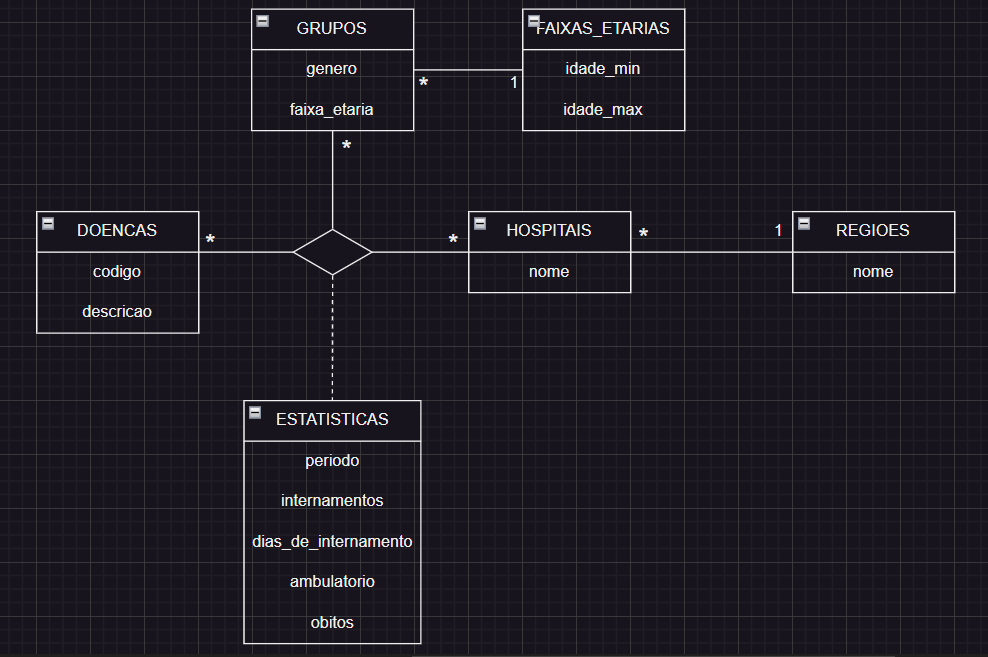 GRUPOS
genero
faixa_etaria
*
1
FAIXAS_ETARIAS
idade_min
idade_max
*
DOENCAS
codigo
descricao
*
*
HOSPITAIS
nome
*
1
REGIOES
nome
ESTATISTICAS
periodo
internamentos
dias_de_internamento
ambulatorio
obitos